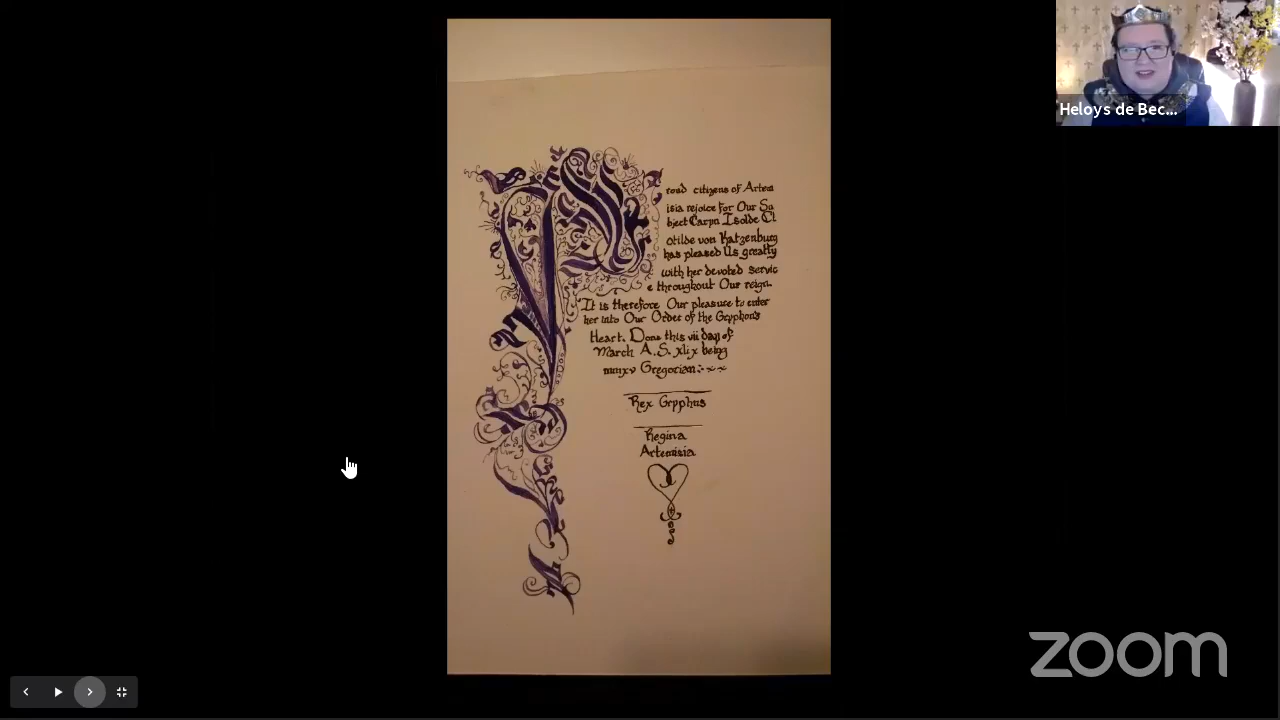 Proud citizens of Artem
isia rejoice for Our Su
bject Caryn Isolde Cl
otilde von Katzenburg
has pleased Us greatly
with her devoted servic
e throughout Our reign.
It is therefore Our pleasure to enter
her into Our Order of the Gryphon's
Heart. Done this vii day of
March A.S. xlix being
mmxv Gregorian
Rex Gryphus
Regina
Artemisia
Heloys de Bec...
zoom